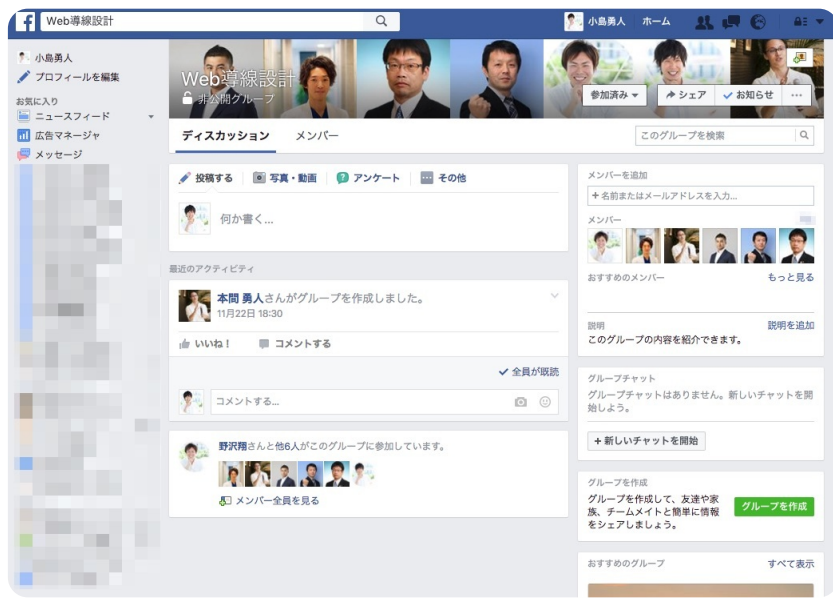 f
Web導線設計
小島勇人
ホーム
小島勇人
プロフィールを編集
お気に入り
ニュースフィード
広告マネージャ
メッセージ
Web導線設計
非公開グループ
参加済み
シェア
お知らせ
ディスカッション
メンバー
このグループを検索
投稿する
写真・動画
アンケート
その他
何か書く...
最近のアクティビティ
本間 勇人さんがグループを作成しました。
11月22日 18:30
いいね！
コメントする
全員が既読
コメントする...
野沢翔さんと他6人がこのグループに参加しています。
メンバー全員を見る
メンバーを追加
+ 名前またはメールアドレスを入力...
メンバー
おすすめのメンバー
もっと見る
説明
説明を追加
このグループの内容を紹介できます。
グループチャット
グループチャットはありません。新しいチャットを開
始しよう。
+ 新しいチャットを開始
グループを作成
グループを作成して、友達や家
族、チームメイトと簡単に情報
をシェアしましょう。
グループを作成
おすすめのグループ
すべて表示